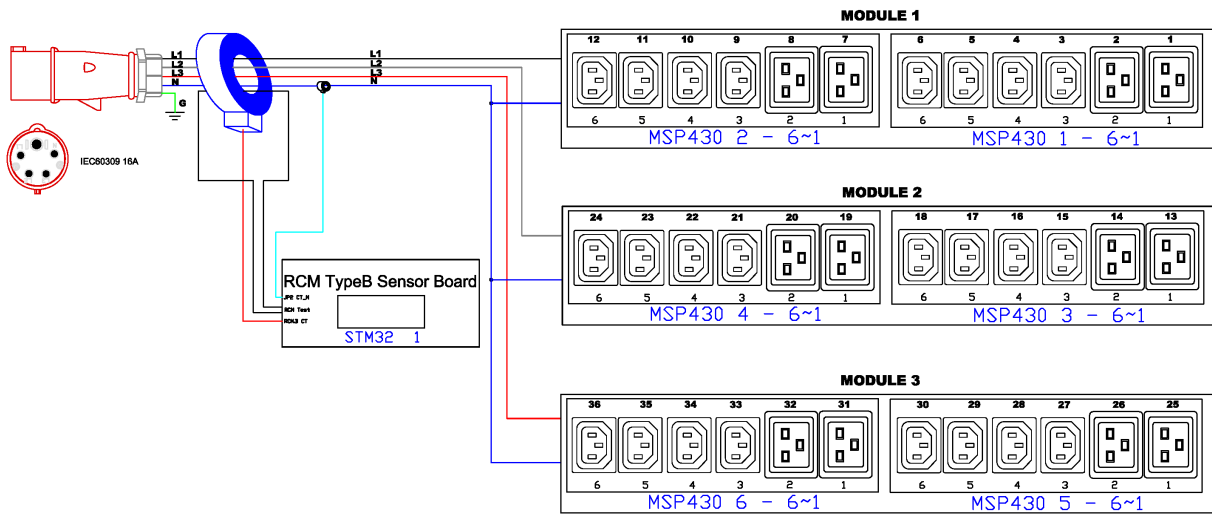 MODULE 1
L1
L2
L3
N
G
L1
L2
L3
N
IEC60309 16A
12 11 10 9 8 7
6 5 4 3 2 1
6 5 4 3 2 1
6 5 4 3 2 1
MSP430 2 - 6~1
MSP430 1 - 6~1
MODULE 2
24 23 22 21 20 19
18 17 16 15 14 13
6 5 4 3 2 1
6 5 4 3 2 1
MSP430 4 - 6~1
MSP430 3 - 6~1
RCM TypeB Sensor Board
JP2 CT_N
RCM Test
RCM3 CT
STM32 1
MODULE 3
36 35 34 33 32 31
30 29 28 27 26 25
6 5 4 3 2 1
6 5 4 3 2 1
MSP430 6 - 6~1
MSP430 5 - 6~1